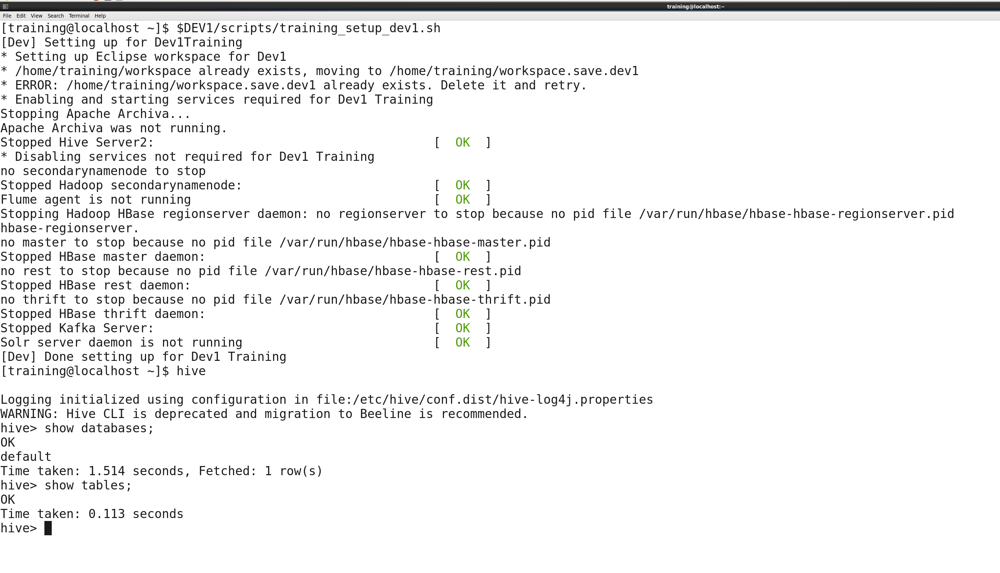 training@localhost:~
File Edit View Search Terminal Help
[training@localhost ~]$ $DEV1/scripts/training_setup_dev1.sh
[Dev] Setting up for Dev1Training
* Setting up Eclipse workspace for Dev1
* /home/training/workspace already exists, moving to /home/training/workspace.save.dev1
* ERROR: /home/training/workspace.save.dev1 already exists. Delete it and retry.
* Enabling and starting services required for Dev1 Training
Stopping Apache Archiva...
Apache Archiva was not running.
Stopped Hive Server2: [ OK ]
* Disabling services not required for Dev1 Training
no secondarynamenode to stop
Stopped Hadoop secondarynamenode: [ OK ]
Flume agent is not running [ OK ]
Stopping Hadoop HBase regionserver daemon: no regionserver to stop because no pid file /var/run/hbase/hbase-hbase-regionserver.pid
hbase-regionserver.
no master to stop because no pid file /var/run/hbase/hbase-hbase-master.pid
Stopped HBase master daemon: [ OK ]
no rest to stop because no pid file /var/run/hbase/hbase-hbase-rest.pid
Stopped HBase rest daemon: [ OK ]
no thrift to stop because no pid file /var/run/hbase/hbase-hbase-thrift.pid
Stopped HBase thrift daemon: [ OK ]
Stopped Kafka Server: [ OK ]
Solr server daemon is not running [ OK ]
[Dev] Done setting up for Dev1 Training
[training@localhost ~]$ hive

Logging initialized using configuration in file:/etc/hive/conf.dist/hive-log4j.properties
WARNING: Hive CLI is deprecated and migration to Beeline is recommended.
hive> show databases;
OK
default
Time taken: 1.514 seconds, Fetched: 1 row(s)
hive> show tables;
OK
Time taken: 0.113 seconds
hive>